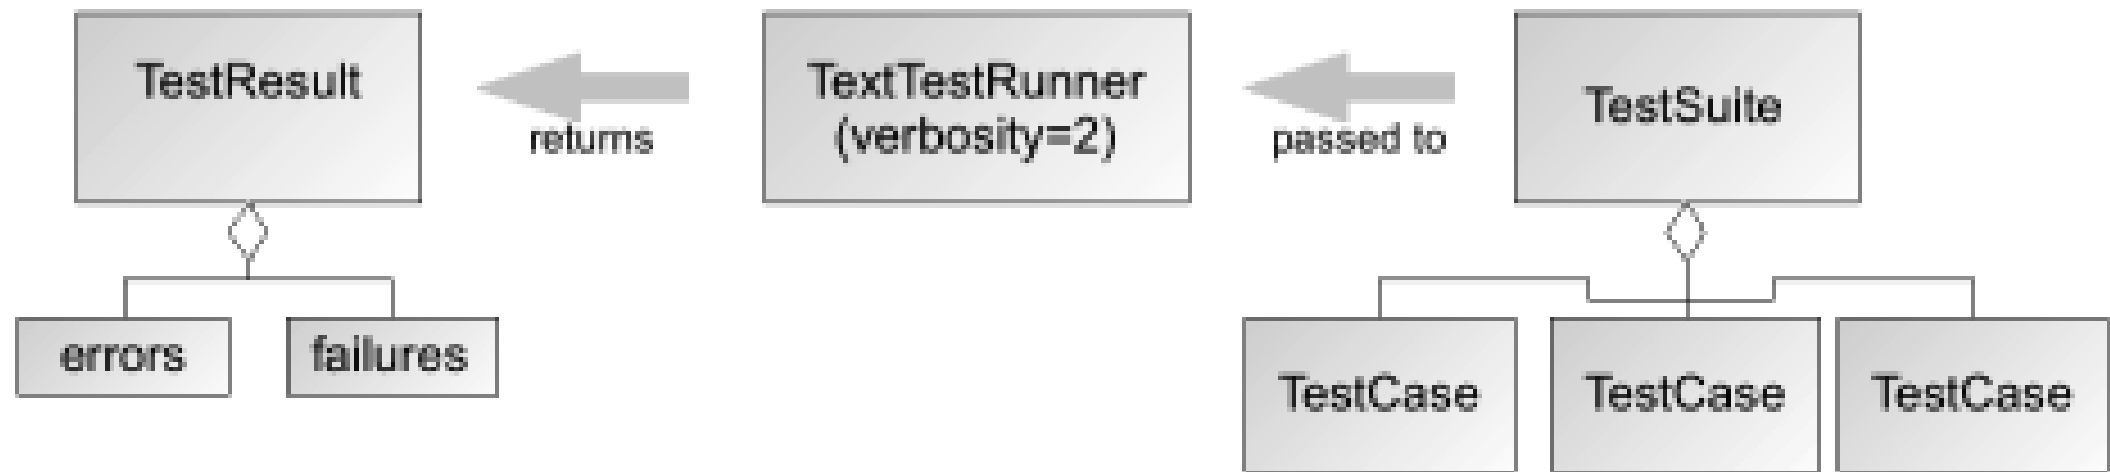 TestResult
returns
TextTestRunner
(verbosity=2)
passed to
TestSuite
errors
failures
TestCase
TestCase
TestCase